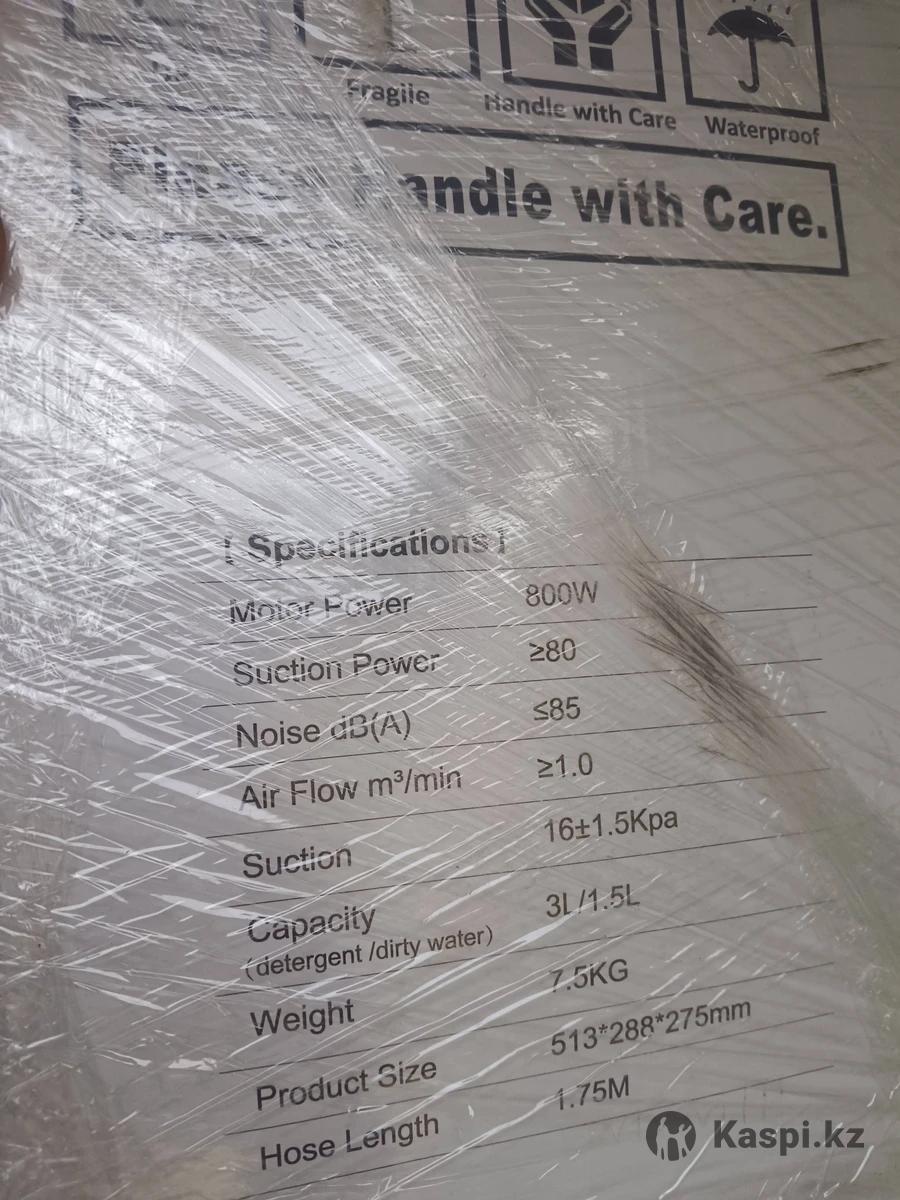 Fragile
Handle with Care
Waterproof
Please Handle with Care.
[ Specifications ]
Motor Power 800W
Suction Power ≥80
Noise dB(A) ≤85
Air Flow m³/min ≥1.0
Suction 16±1.5Kpa
Capacity 3L/1.5L
(detergent /dirty water)
Weight 7.5KG
Product Size 513*288*275mm
Hose Length 1.75M
Kaspi.kz